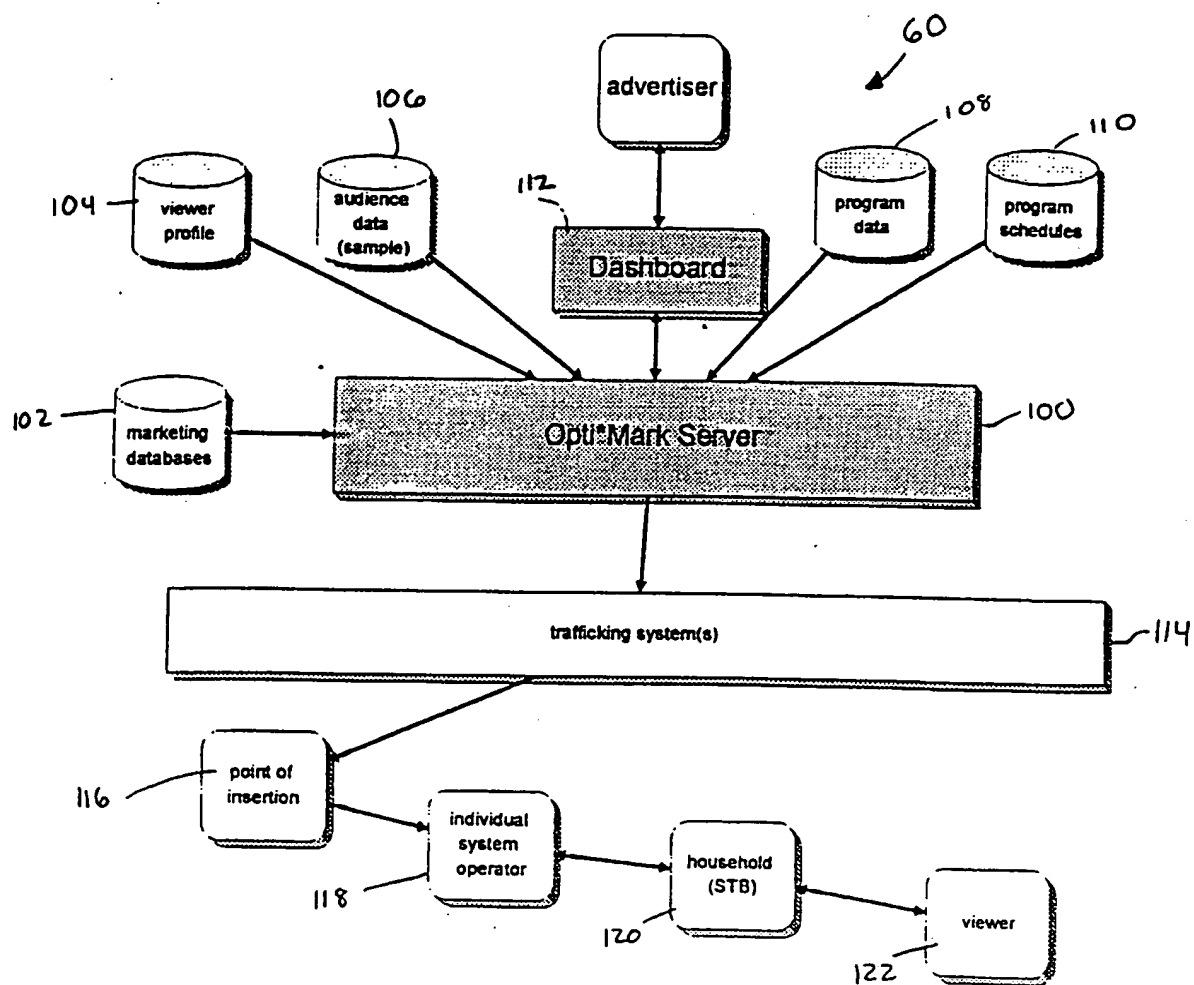 60
advertiser
106
108
110
104
viewer
profile
audience
data
(sample)
112
Dashboard
program
data
program
schedules
102
marketing
databases
Opti*Mark Server
100
trafficking system(s)
114
116
point of
insertion
individual
system
operator
118
household
(STB)
120
viewer
122